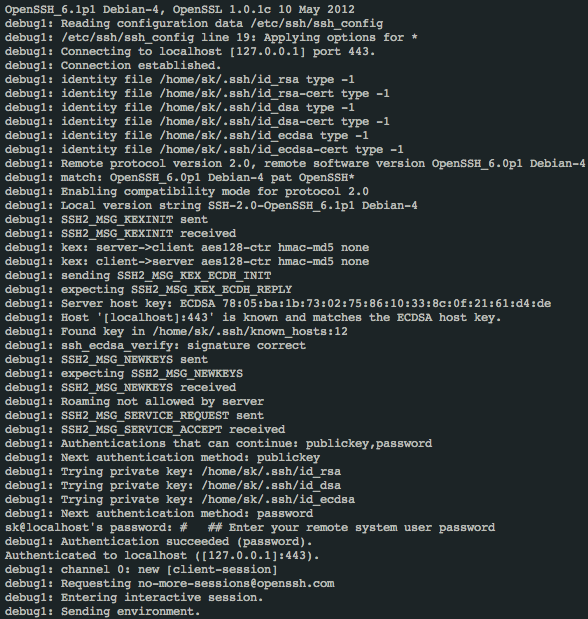 OpenSSH_6.1p1 Debian-4, OpenSSL 1.0.1c 10 May 2012
debug1: Reading configuration data /etc/ssh/ssh_config
debug1: /etc/ssh/ssh_config line 19: Applying options for *
debug1: Connecting to localhost [127.0.0.1] port 443.
debug1: Connection established.
debug1: identity file /home/sk/.ssh/id_rsa type -1
debug1: identity file /home/sk/.ssh/id_rsa-cert type -1
debug1: identity file /home/sk/.ssh/id_dsa type -1
debug1: identity file /home/sk/.ssh/id_dsa-cert type -1
debug1: identity file /home/sk/.ssh/id_ecdsa type -1
debug1: identity file /home/sk/.ssh/id_ecdsa-cert type -1
debug1: Remote protocol version 2.0, remote software version OpenSSH_6.0p1 Debian-4
debug1: match: OpenSSH_6.0p1 Debian-4 pat OpenSSH*
debug1: Enabling compatibility mode for protocol 2.0
debug1: Local version string SSH-2.0-OpenSSH_6.1p1 Debian-4
debug1: SSH2_MSG_KEXINIT sent
debug1: SSH2_MSG_KEXINIT received
debug1: kex: server->client aes128-ctr hmac-md5 none
debug1: kex: client->server aes128-ctr hmac-md5 none
debug1: sending SSH2_MSG_KEX_ECDH_INIT
debug1: expecting SSH2_MSG_KEX_ECDH_REPLY
debug1: Server host key: ECDSA 78:05:ba:1b:73:02:75:86:10:33:8c:0f:21:61:d4:de
debug1: Host '[localhost]:443' is known and matches the ECDSA host key.
debug1: Found key in /home/sk/.ssh/known_hosts:12
debug1: ssh_ecdsa_verify: signature correct
debug1: SSH2_MSG_NEWKEYS sent
debug1: expecting SSH2_MSG_NEWKEYS
debug1: SSH2_MSG_NEWKEYS received
debug1: Roaming not allowed by server
debug1: SSH2_MSG_SERVICE_REQUEST sent
debug1: SSH2_MSG_SERVICE_ACCEPT received
debug1: Authentications that can continue: publickey,password
debug1: Next authentication method: publickey
debug1: Trying private key: /home/sk/.ssh/id_rsa
debug1: Trying private key: /home/sk/.ssh/id_dsa
debug1: Trying private key: /home/sk/.ssh/id_ecdsa
debug1: Next authentication method: password
sk@localhost's password: #   ## Enter your remote system user password
debug1: Authentication succeeded (password).
Authenticated to localhost ([127.0.0.1]:443).
debug1: channel 0: new [client-session]
debug1: Requesting no-more-sessions@openssh.com
debug1: Entering interactive session.
debug1: Sending environment.